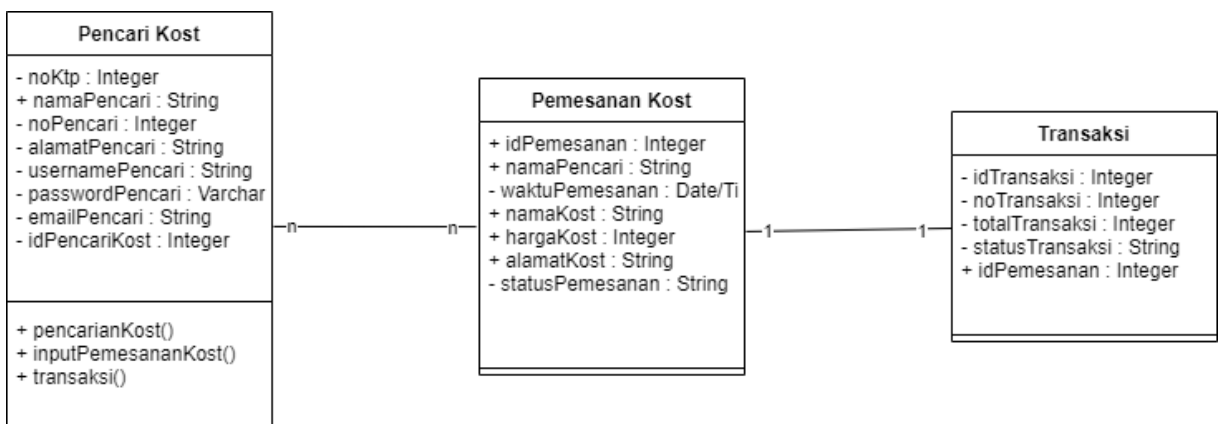 Pencari Kost
- noKtp : Integer
+ namaPencari : String
- noPencari : Integer
- alamatPencari : String
- usernamePencari : String
- passwordPencari : Varchar
- emailPencari : String
- idPencariKost : Integer
+ pencarianKost()
+ inputPemesananKost()
+ transaksi()
n
n
Pemesanan Kost
+ idPemesanan : Integer
+ namaPencari : String
- waktuPemesanan : Date/Ti
+ namaKost : String
+ hargaKost : Integer
+ alamatKost : String
- statusPemesanan : String
1
1
Transaksi
- idTransaksi : Integer
- noTransaksi : Integer
- totalTransaksi : Integer
- statusTransaksi : String
+ idPemesanan : Integer